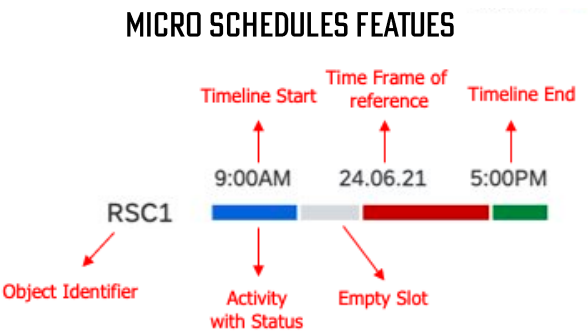 MICRO SCHEDULES FEATUES
Time Frame of
reference
Timeline Start
Timeline End
9:00AM 24.06.21 5:00PM
RSC1
Object Identifier
Activity
with Status
Empty Slot